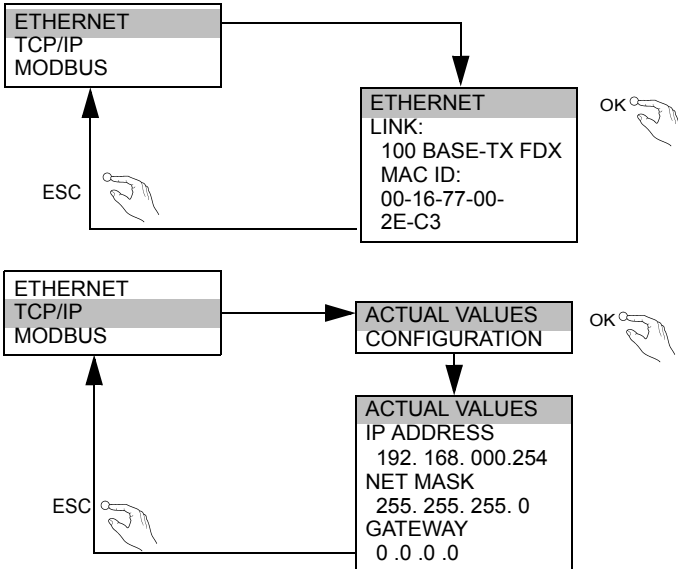 ETHERNET
TCP/IP
MODBUS
ETHERNET
LINK:
100 BASE-TX FDX
MAC ID:
00-16-77-00-
2E-C3
OK
ESC
ETHERNET
TCP/IP
MODBUS
ACTUAL VALUES
CONFIGURATION
OK
ACTUAL VALUES
IP ADDRESS
192. 168. 000.254
NET MASK
255. 255. 255. 0
GATEWAY
0 .0 .0 .0
ESC